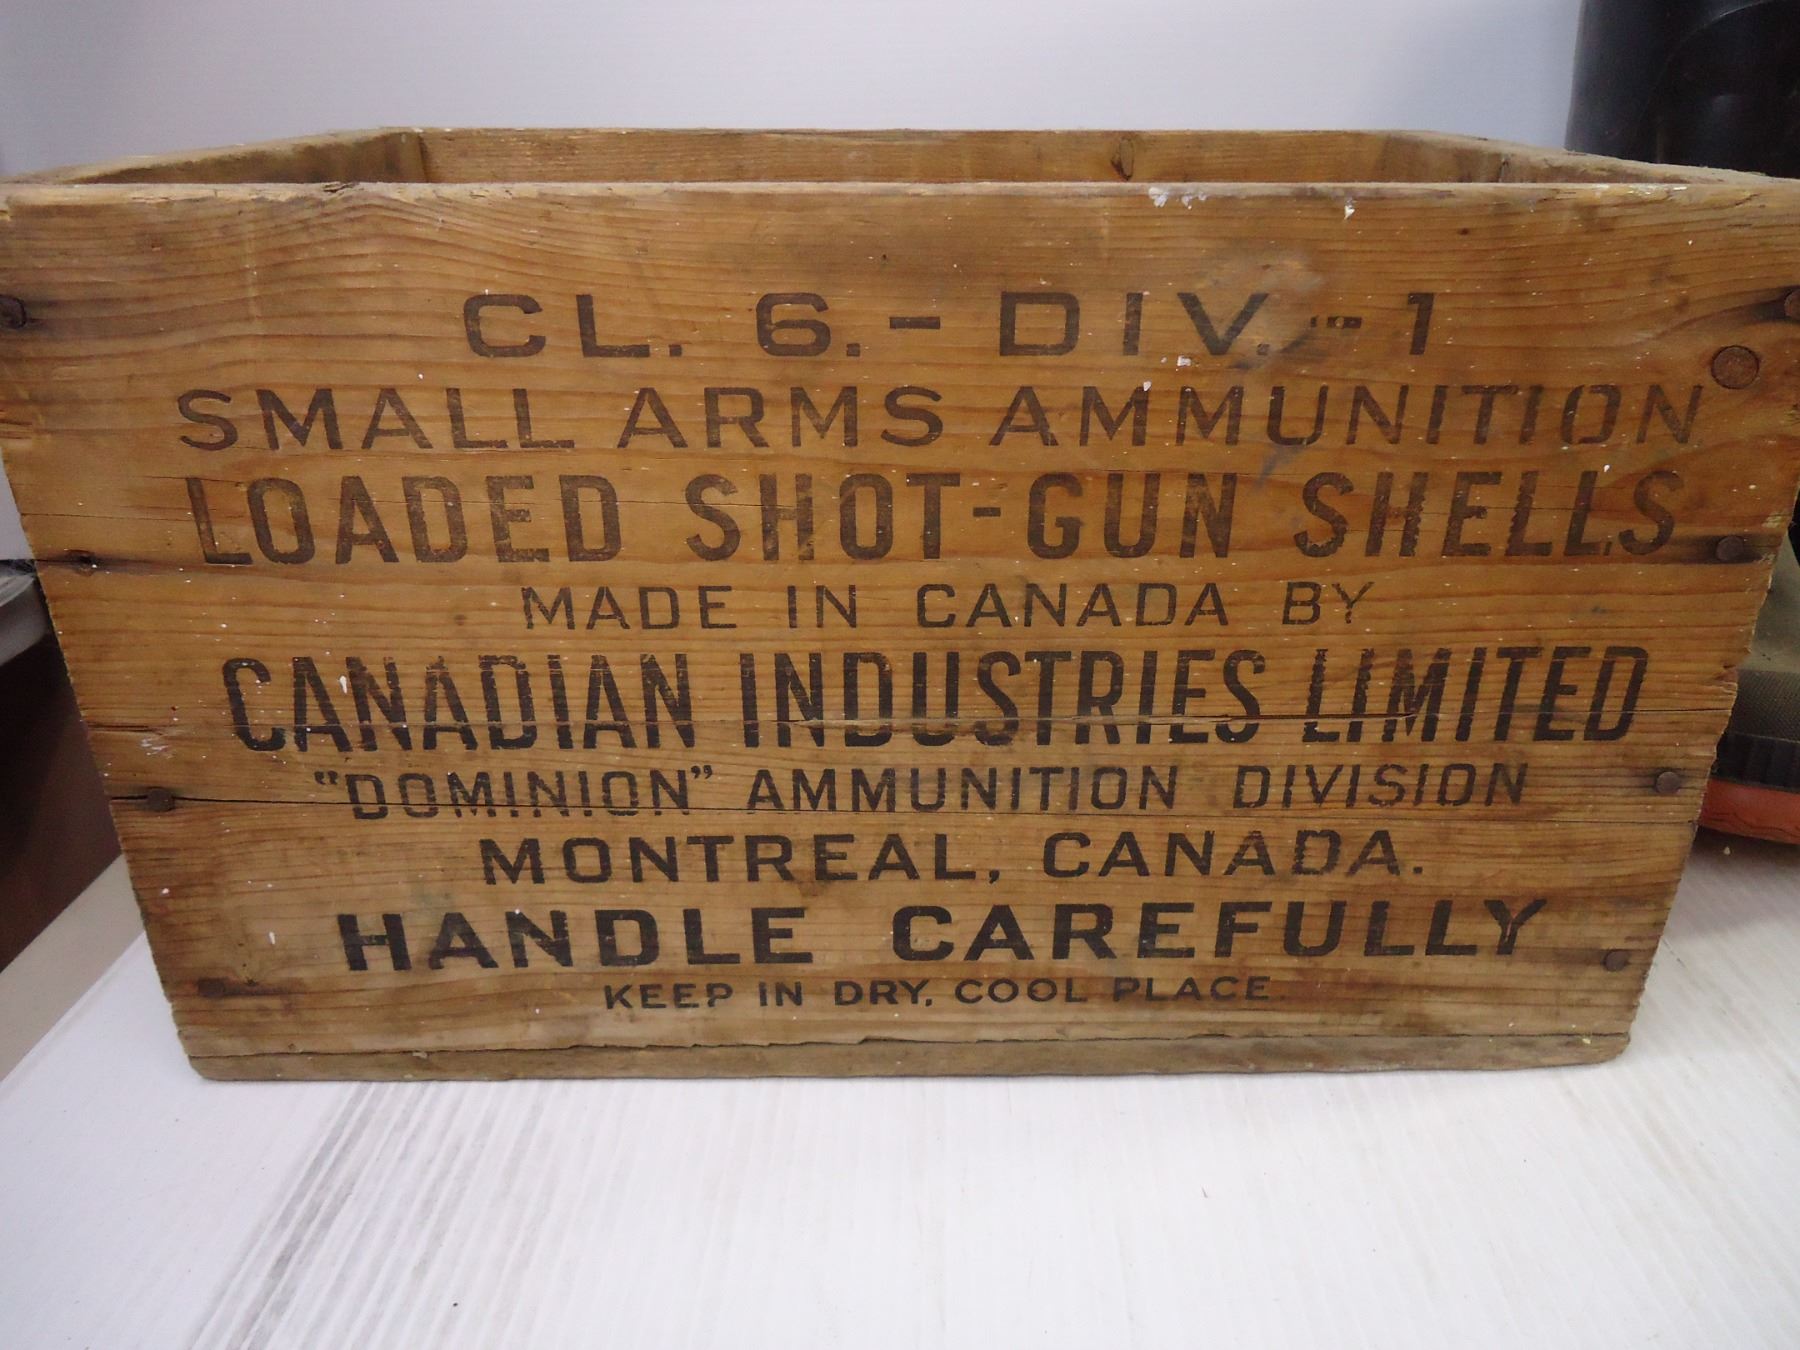 CL. 6. - DIV. - 1
SMALL ARMS AMMUNITION
LOADED SHOT-GUN SHELLS
MADE IN CANADA BY
CANADIAN INDUSTRIES LIMITED
"DOMINION" AMMUNITION DIVISION
MONTREAL, CANADA.
HANDLE CAREFULLY
KEEP IN DRY, COOL PLACE.